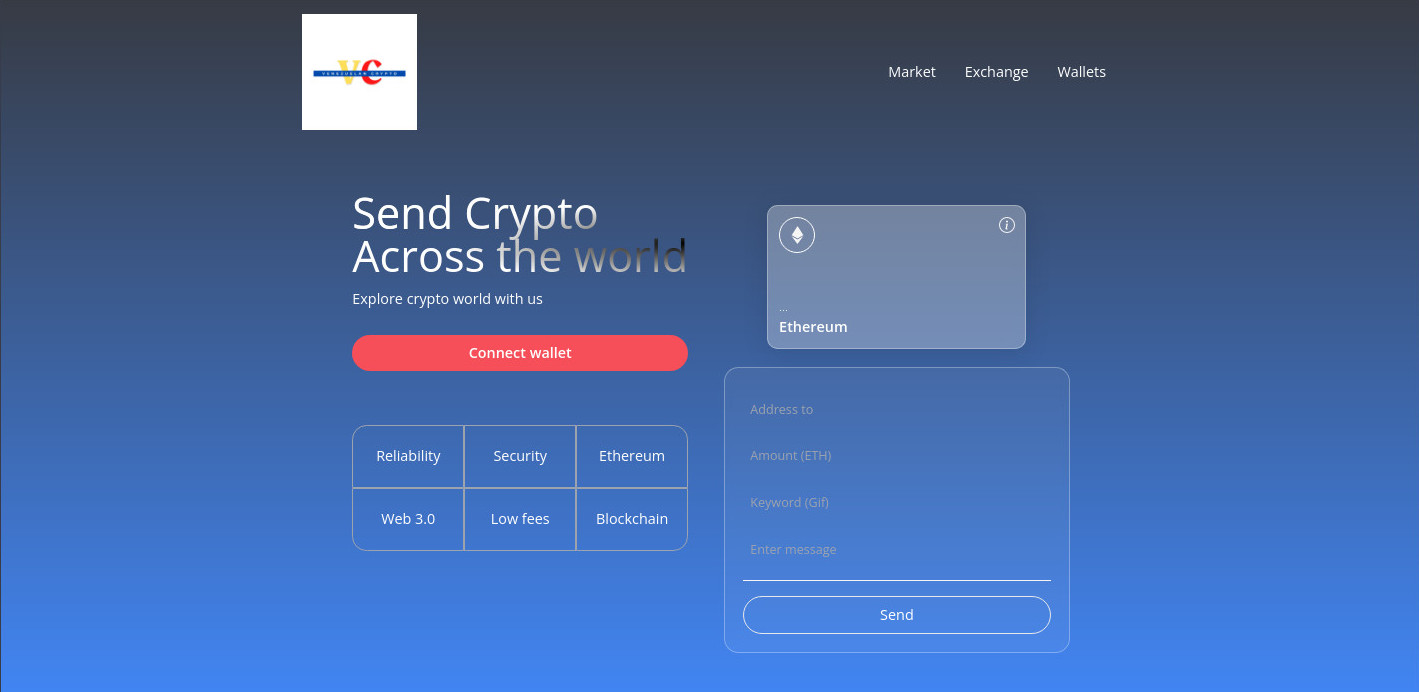 VC
VENEZUELAN CRYPTO
Market
Exchange
Wallets
Send Crypto
Across the world
Explore crypto world with us
Connect wallet
Reliability
Security
Ethereum
Web 3.0
Low fees
Blockchain
i
...
Ethereum
Address to
Amount (ETH)
Keyword (Gif)
Enter message
Send